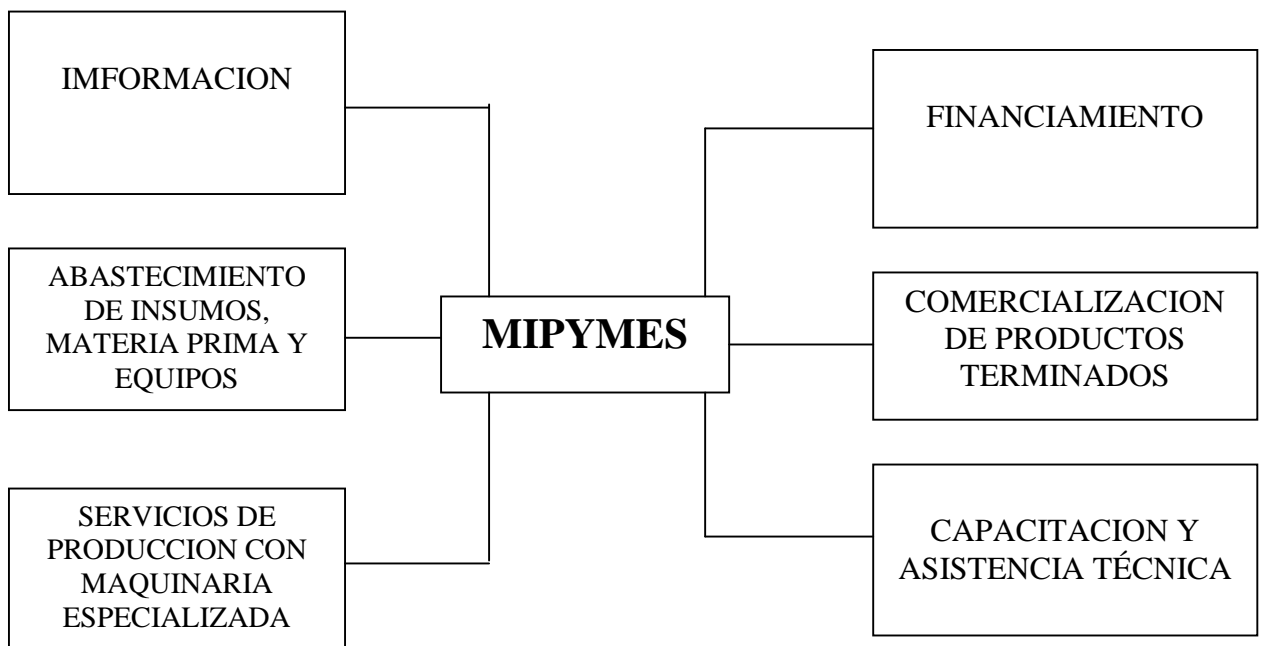 IMFORMACION
ABASTECIMIENTO
DE INSUMOS,
MATERIA PRIMA Y
EQUIPOS
SERVICIOS DE
PRODUCCION CON
MAQUINARIA
ESPECIALIZADA
MIPYMES
FINANCIAMIENTO
COMERCIALIZACION
DE PRODUCTOS
TERMINADOS
CAPACITACION Y
ASISTENCIA TÉCNICA